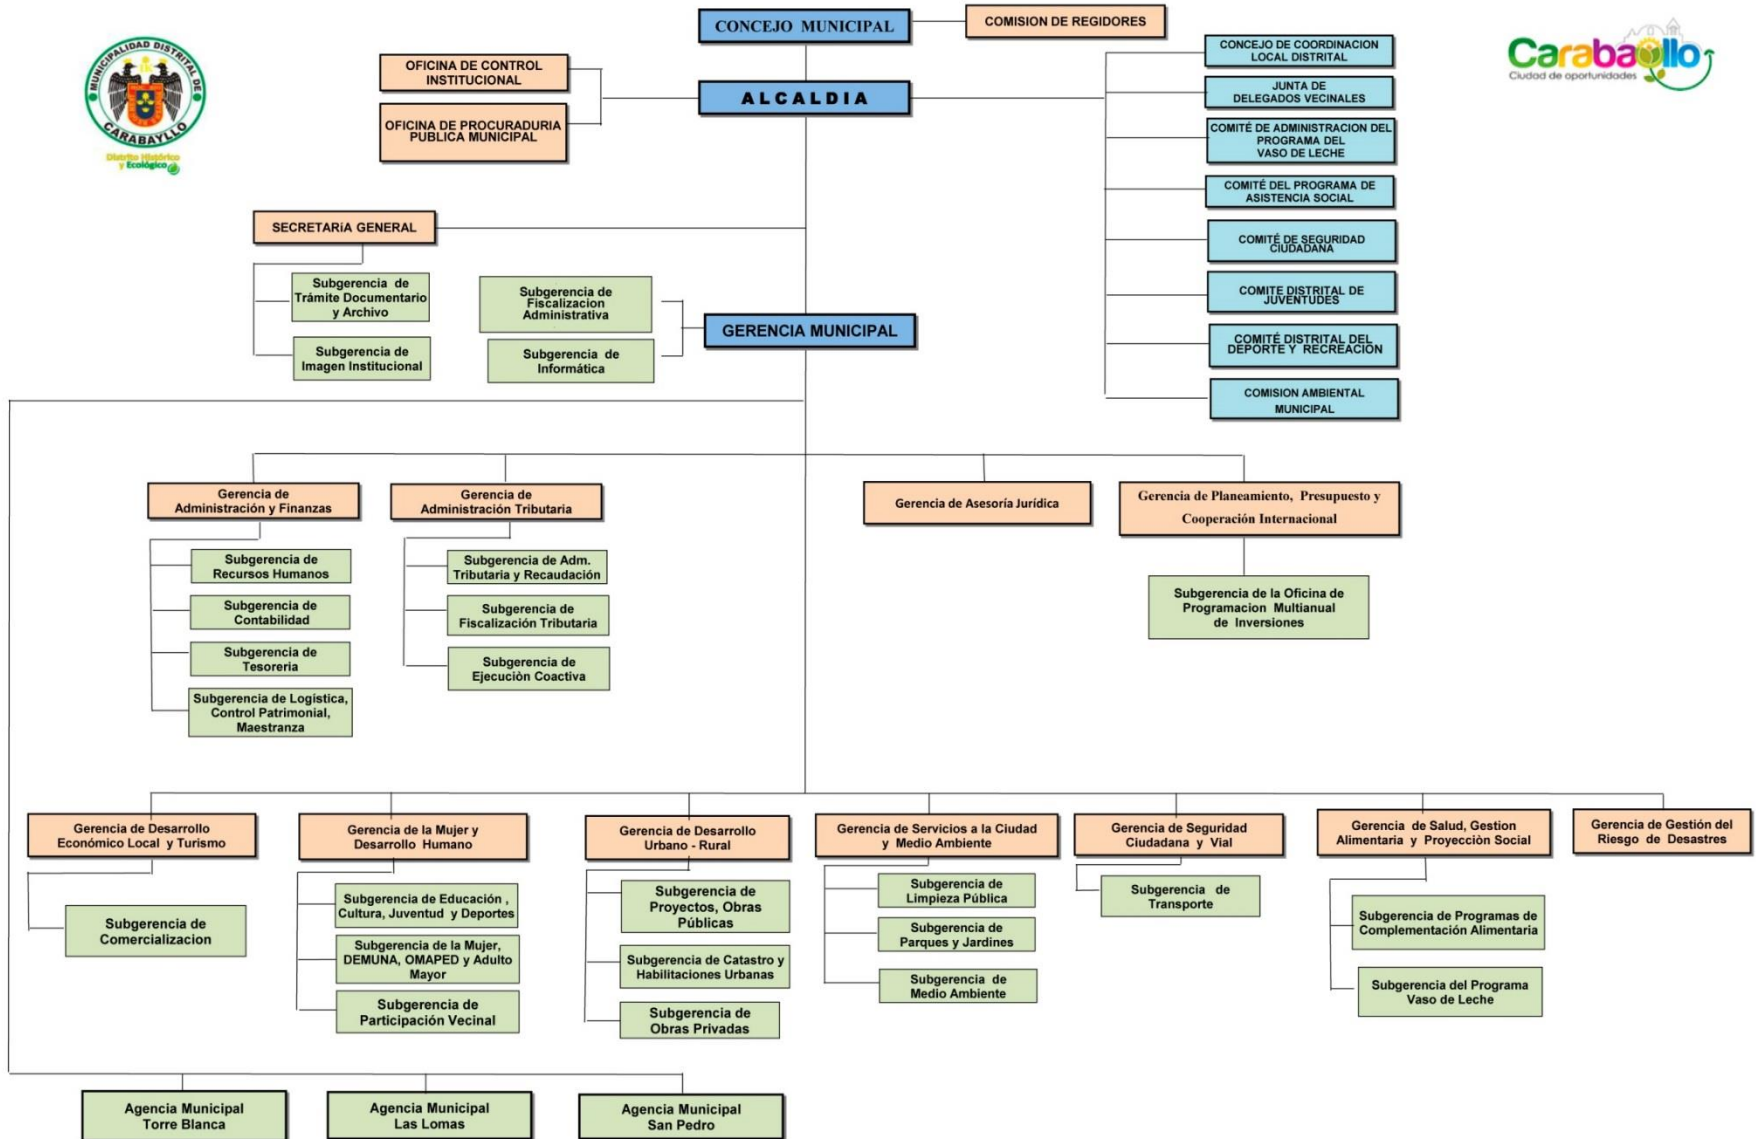 CONCEJO MUNICIPAL
COMISION DE REGIDORES
MUNICIPALIDAD DISTRITAL DE
CARABAYLLO
Distrito Histórico
y Ecológico
Carabayllo
Ciudad de oportunidades
OFICINA DE CONTROL
INSTITUCIONAL
ALCALDIA
OFICINA DE PROCURADURIA
PUBLICA MUNICIPAL
CONCEJO DE COORDINACION
LOCAL DISTRITAL
JUNTA DE
DELEGADOS VECINALES
COMITÉ DE ADMINISTRACION DEL
PROGRAMA DEL
VASO DE LECHE
COMITÉ DEL PROGRAMA DE
ASISTENCIA SOCIAL
COMITÉ DE SEGURIDAD
CIUDADANA
COMITE DISTRITAL DE
JUVENTUDES
COMITÉ DISTRITAL DEL
DEPORTE Y RECREACIÓN
COMISION AMBIENTAL
MUNICIPAL
SECRETARíA GENERAL
Subgerencia de
Trámite Documentario
y Archivo
Subgerencia de
Imagen Institucional
Subgerencia de
Fiscalizacion
Administrativa
Subgerencia de
Informática
GERENCIA MUNICIPAL
Gerencia de
Administración y Finanzas
Subgerencia de
Recursos Humanos
Subgerencia de
Contabilidad
Subgerencia de
Tesoreria
Subgerencia de Logística,
Control Patrimonial,
Maestranza
Gerencia de
Administración Tributaria
Subgerencia de Adm.
Tributaria y Recaudación
Subgerencia de
Fiscalización Tributaria
Subgerencia de
Ejecuciòn Coactiva
Gerencia de Asesoría Jurídica
Gerencia de Planeamiento, Presupuesto y
Cooperación Internacional
Subgerencia de la Oficina de
Programacion Multianual
de Inversiones
Gerencia de Desarrollo
Económico Local y Turismo
Subgerencia de
Comercializacion
Gerencia de la Mujer y
Desarrollo Humano
Subgerencia de Educación ,
Cultura, Juventud y Deportes
Subgerencia de la Mujer,
DEMUNA, OMAPED y Adulto
Mayor
Subgerencia de
Participación Vecinal
Gerencia de Desarrollo
Urbano - Rural
Subgerencia de
Proyectos, Obras
Públicas
Subgerencia de Catastro y
Habilitaciones Urbanas
Subgerencia de
Obras Privadas
Gerencia de Servicios a la Ciudad
y Medio Ambiente
Subgerencia de
Limpieza Pública
Subgerencia de
Parques y Jardines
Subgerencia de
Medio Ambiente
Gerencia de Seguridad
Ciudadana y Vial
Subgerencia de
Transporte
Gerencia de Salud, Gestion
Alimentaria y Proyecciòn Social
Subgerencia de Programas de
Complementación Alimentaria
Subgerencia del Programa
Vaso de Leche
Gerencia de Gestión del
Riesgo de Desastres
Agencia Municipal
Torre Blanca
Agencia Municipal
Las Lomas
Agencia Municipal
San Pedro